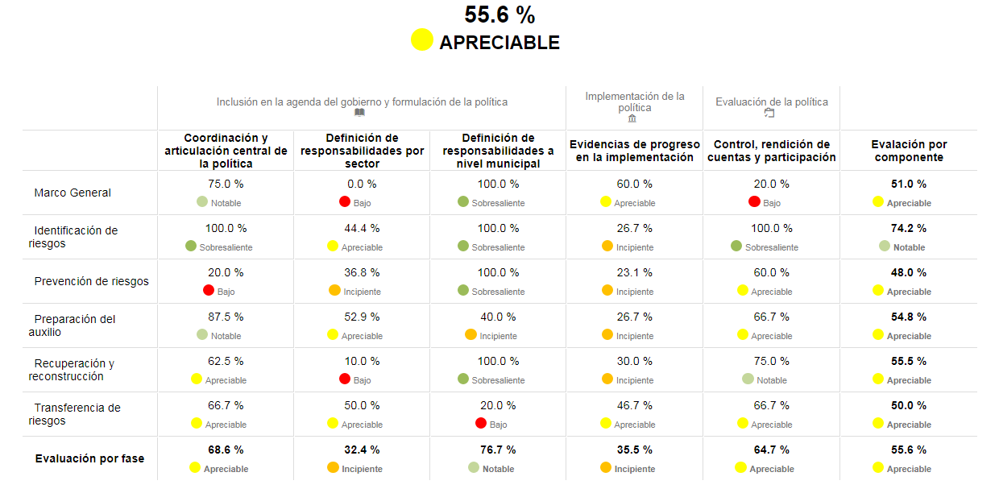 55.6 %
APRECIABLE
Inclusión en la agenda del gobierno y formulación de la política
Implementación de la
política
Evaluación de la política
Coordinación y
articulación central de
la política
Definición de
responsabilidades por
sector
Definición de
responsabilidades a
nivel municipal
Evidencias de progreso
en la implementación
Control, rendición de
cuentas y participación
Evalación por
componente
Marco General
75.0 %
Notable
0.0 %
Bajo
100.0 %
Sobresaliente
60.0 %
Apreciable
20.0 %
Bajo
51.0 %
Apreciable
Identificación de
riesgos
100.0 %
Sobresaliente
44.4 %
Apreciable
100.0 %
Sobresaliente
26.7 %
Incipiente
100.0 %
Sobresaliente
74.2 %
Notable
Prevención de riesgos
20.0 %
Bajo
36.8 %
Incipiente
100.0 %
Sobresaliente
23.1 %
Incipiente
60.0 %
Apreciable
48.0 %
Apreciable
Preparación del
auxilio
87.5 %
Notable
52.9 %
Apreciable
40.0 %
Incipiente
26.7 %
Incipiente
66.7 %
Apreciable
54.8 %
Apreciable
Recuperación y
reconstrucción
62.5 %
Apreciable
10.0 %
Bajo
100.0 %
Sobresaliente
30.0 %
Incipiente
75.0 %
Notable
55.5 %
Apreciable
Transferencia de
riesgos
66.7 %
Apreciable
50.0 %
Apreciable
20.0 %
Bajo
46.7 %
Apreciable
66.7 %
Apreciable
50.0 %
Apreciable
Evaluación por fase
68.6 %
Apreciable
32.4 %
Incipiente
76.7 %
Notable
35.5 %
Incipiente
64.7 %
Apreciable
55.6 %
Apreciable